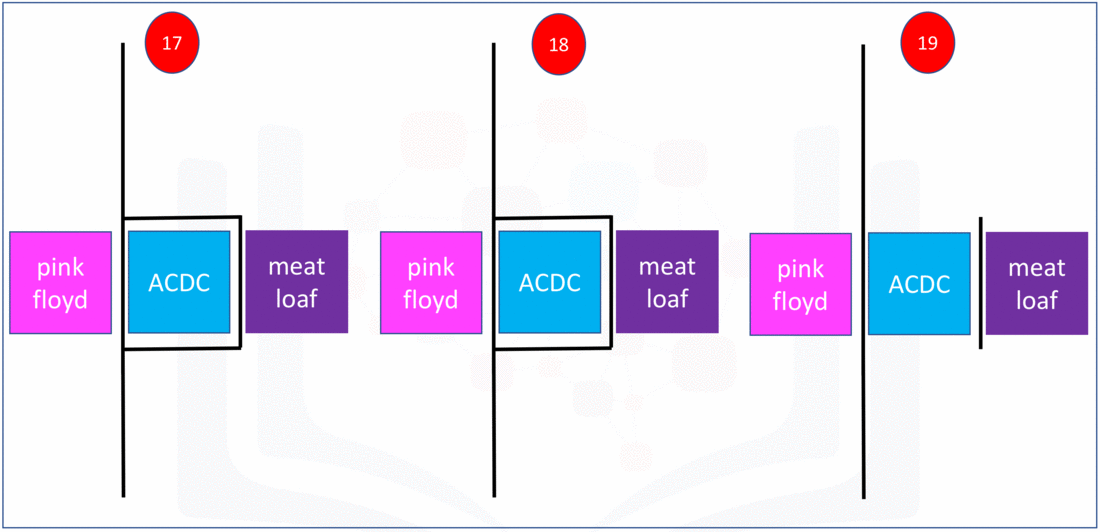 17
18
19
pink
floyd
ACDC
meat
loaf
pink
floyd
ACDC
meat
loaf
pink
floyd
ACDC
meat
loaf